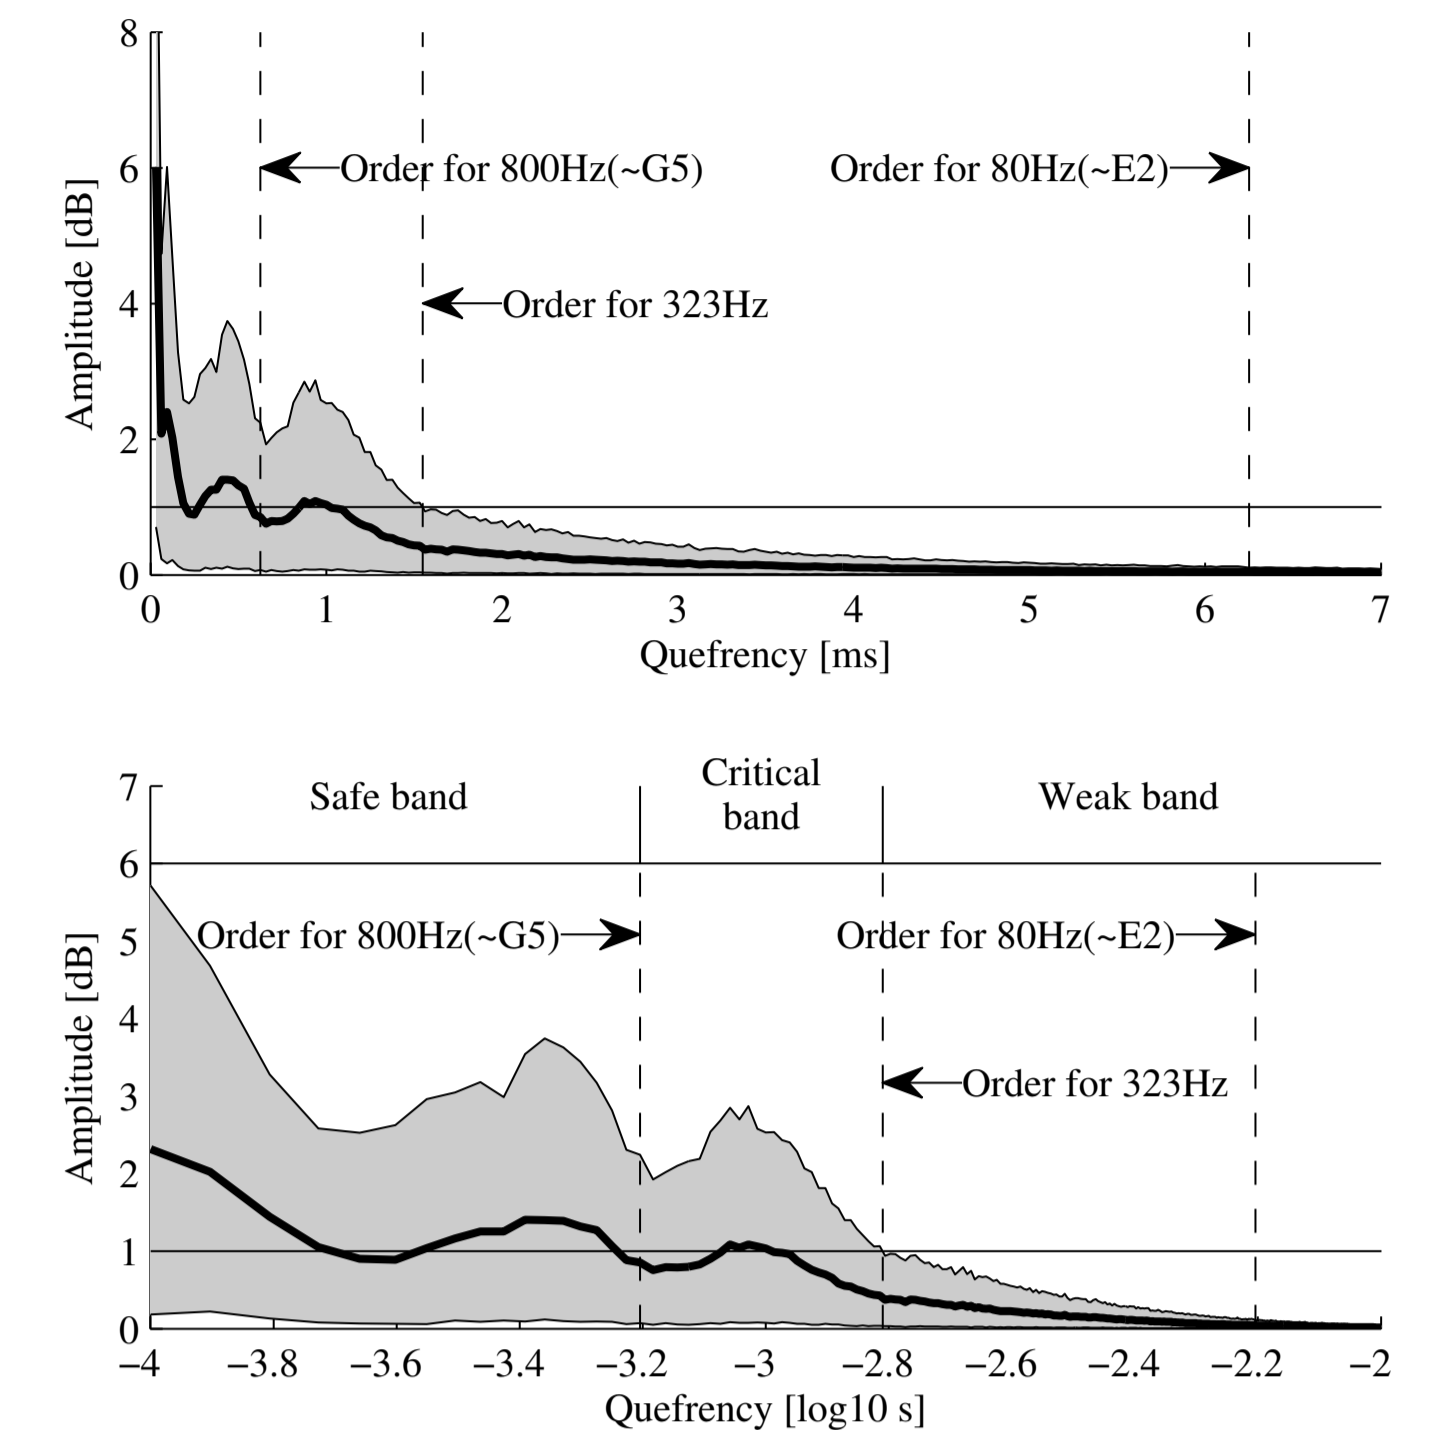 8
6
4
2
0
Amplitude [dB]
Order for 800Hz(~G5)
Order for 80Hz(~E2)
Order for 323Hz
0 1 2 3 4 5 6 7
Quefrency [ms]
7
6
5
4
3
2
1
0
Amplitude [dB]
Safe band
Critical
band
Weak band
Order for 800Hz(~G5)
Order for 80Hz(~E2)
Order for 323Hz
−4 −3.8 −3.6 −3.4 −3.2 −3 −2.8 −2.6 −2.4 −2.2 −2
Quefrency [log10 s]